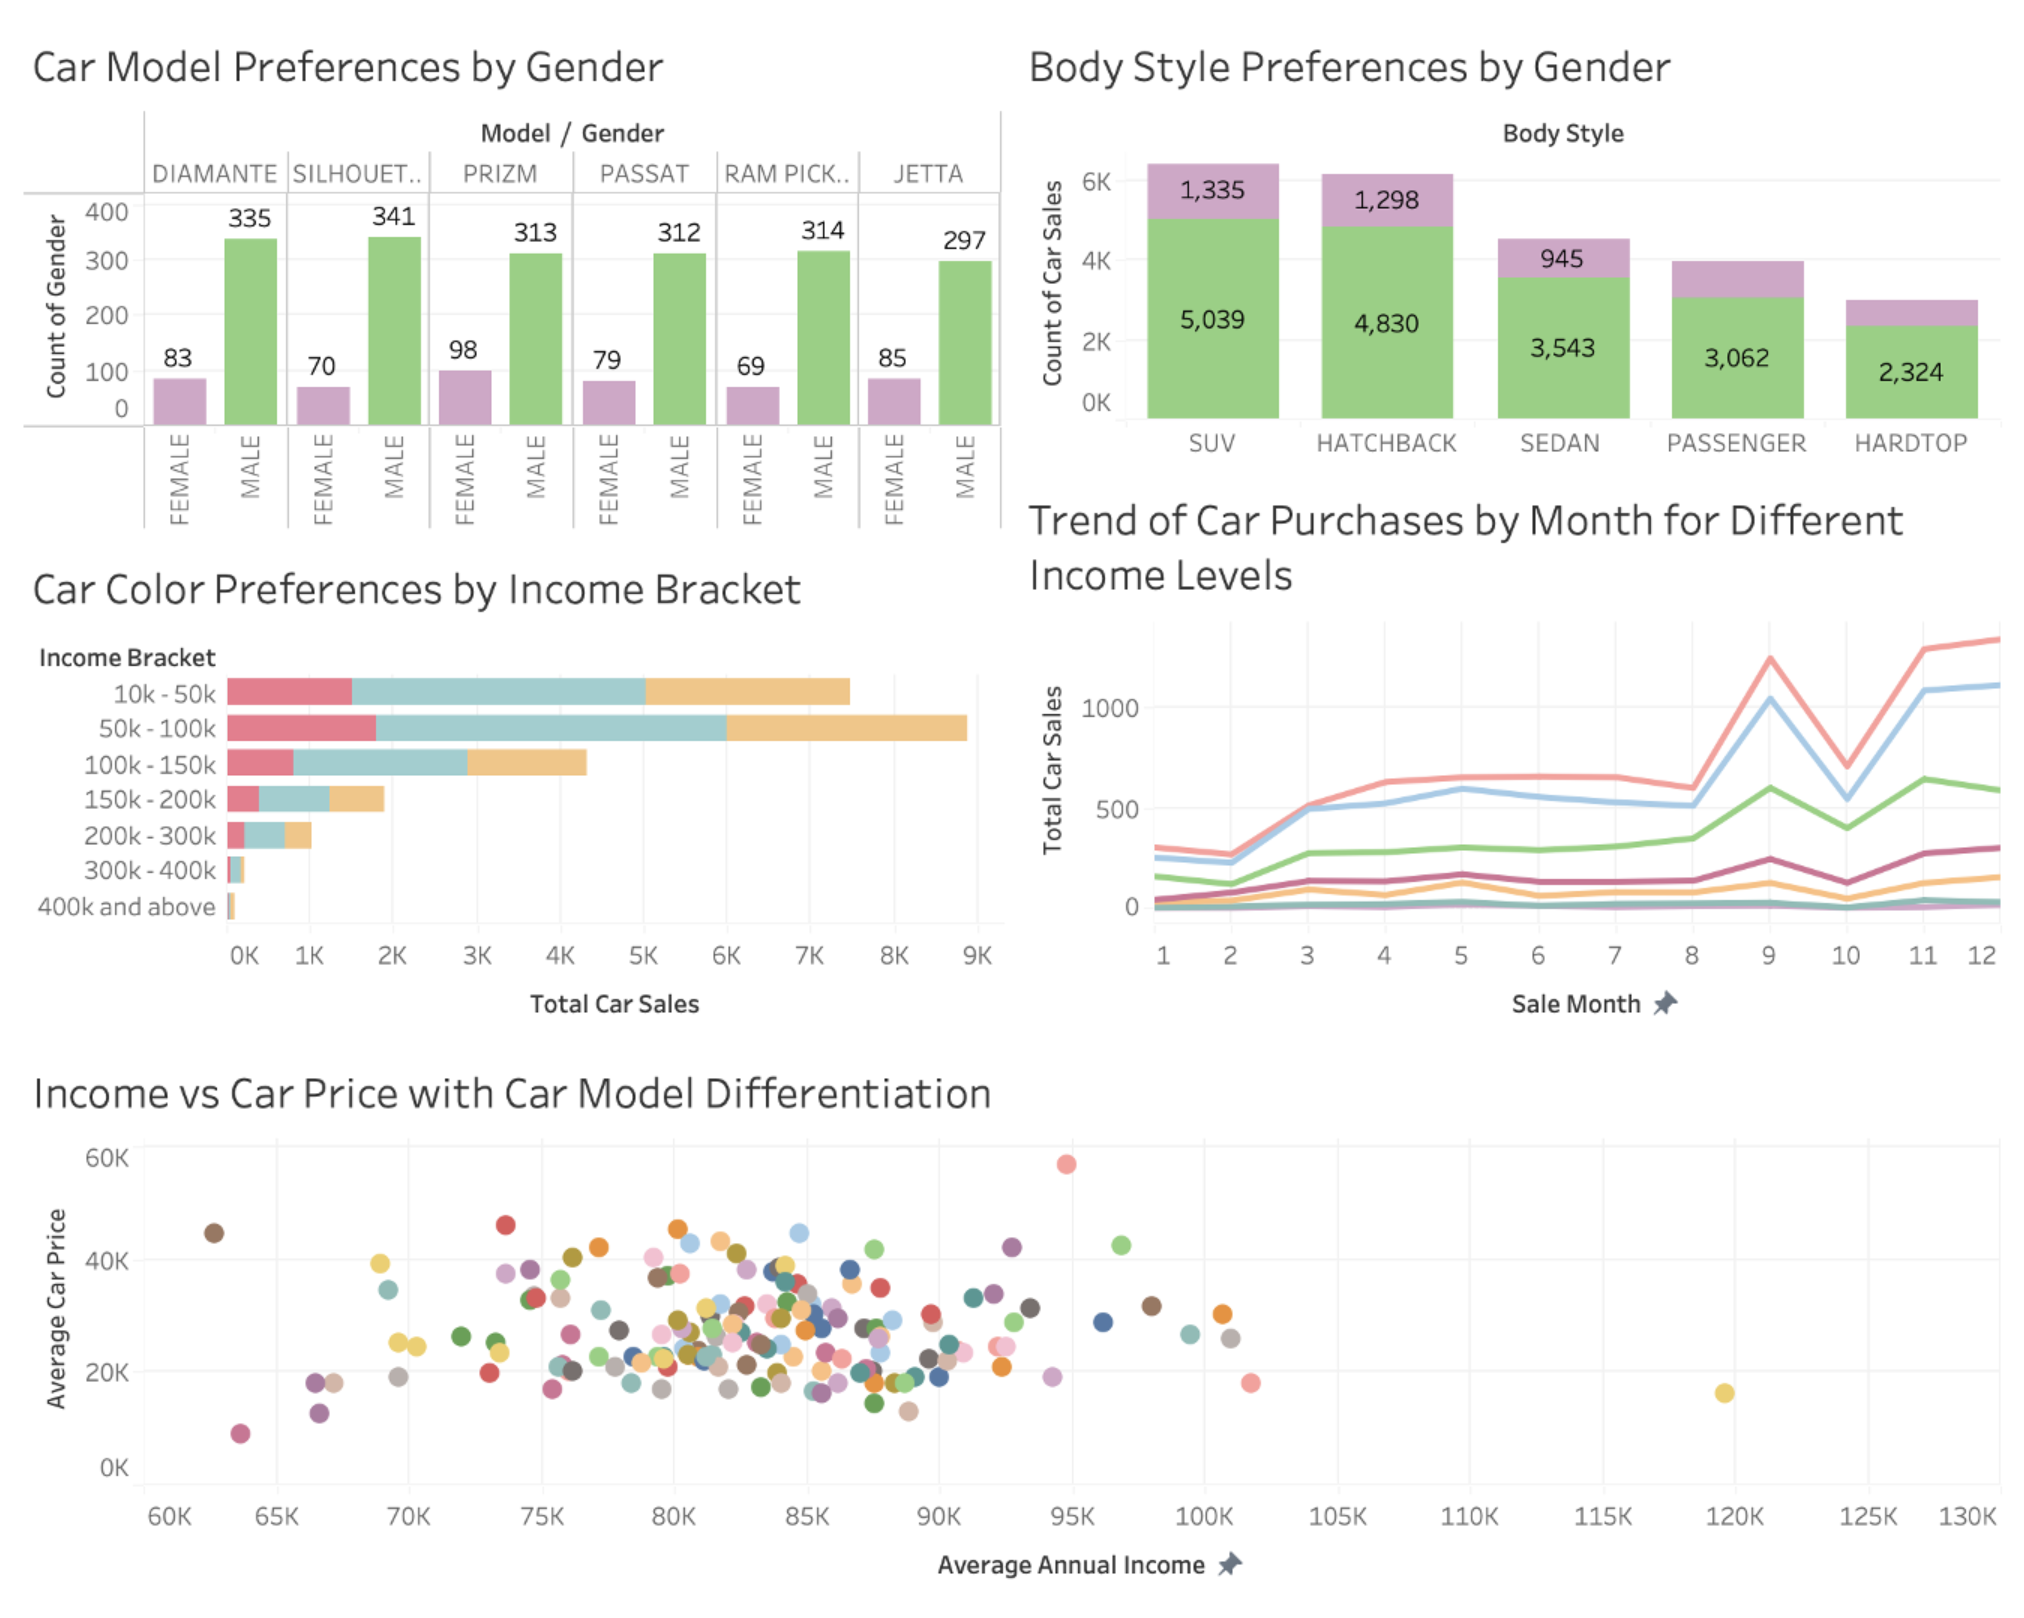 Car Model Preferences by Gender
Model / Gender
DIAMANTE SILHOUET.. PRIZM PASSAT RAM PICK.. JETTA
Count of Gender
400
300
200
100
0
83 335 70 341 98 313 79 312 69 314 85 297
FEMALE MALE FEMALE MALE FEMALE MALE FEMALE MALE FEMALE MALE FEMALE MALE
Body Style Preferences by Gender
Body Style
Count of Car Sales
6K
4K
2K
0K
1,335 1,298 945
5,039 4,830 3,543 3,062 2,324
SUV HATCHBACK SEDAN PASSENGER HARDTOP
Car Color Preferences by Income Bracket
Income Bracket
10k - 50k
50k - 100k
100k - 150k
150k - 200k
200k - 300k
300k - 400k
400k and above
0K 1K 2K 3K 4K 5K 6K 7K 8K 9K
Total Car Sales
Trend of Car Purchases by Month for Different
Income Levels
Total Car Sales
1000
500
0
1 2 3 4 5 6 7 8 9 10 11 12
Sale Month
Income vs Car Price with Car Model Differentiation
Average Car Price
60K
40K
20K
0K
60K 65K 70K 75K 80K 85K 90K 95K 100K 105K 110K 115K 120K 125K 130K
Average Annual Income